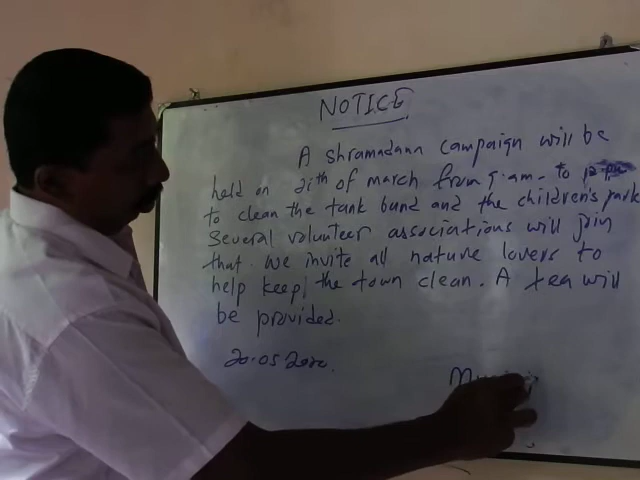 NOTICE
A shramadana campaign will be
held on 21th of march from 9 am. to
to clean the tank bund and the children's park
Several volunteer associations will join
that. We invite all nature lovers to
help keep the town clean. A tea will
be provided.
20.05 2020.